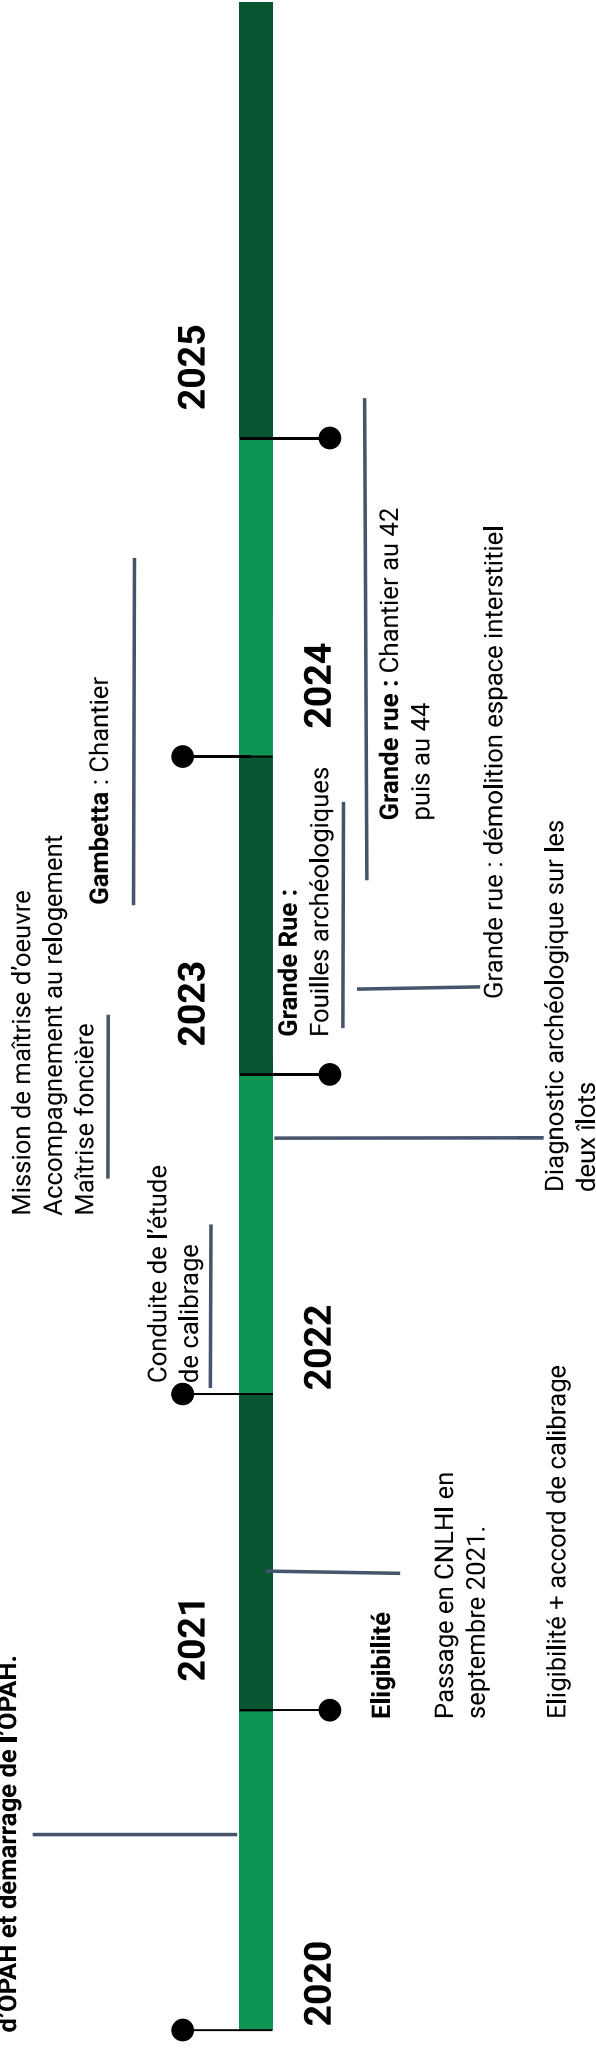 d'OPAH et démarrage de l'OPAH.
Mission de maîtrise d'oeuvre
Accompagnement au relogement
Maîtrise foncière
Gambetta : Chantier
Conduite de l'étude
de calibrage
2021
2023
2025
2020
2022
2024
Grande Rue :
Fouilles archéologiques
Eligibilité
Grande rue : Chantier au 42
puis au 44
Passage en CNLHI en
septembre 2021.
Grande rue : démolition espace interstitiel
Eligibilité + accord de calibrage
Diagnostic archéologique sur les
deux îlots